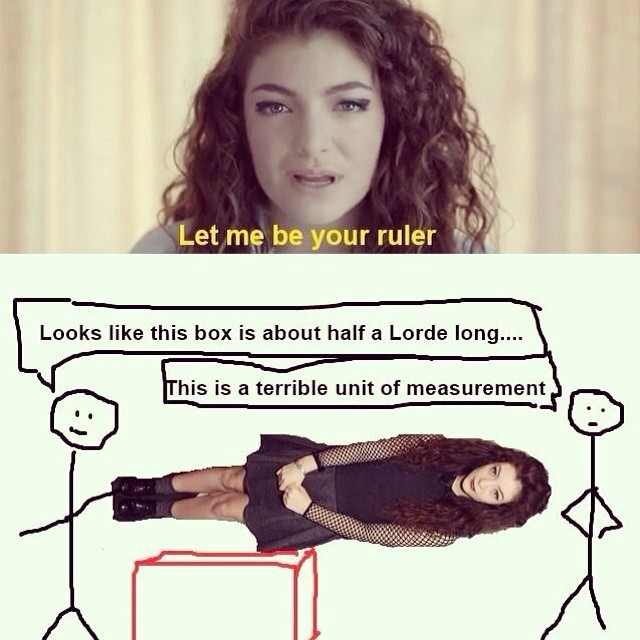 Let me be your ruler
Looks like this box is about half a Lorde long....
This is a terrible unit of measurement